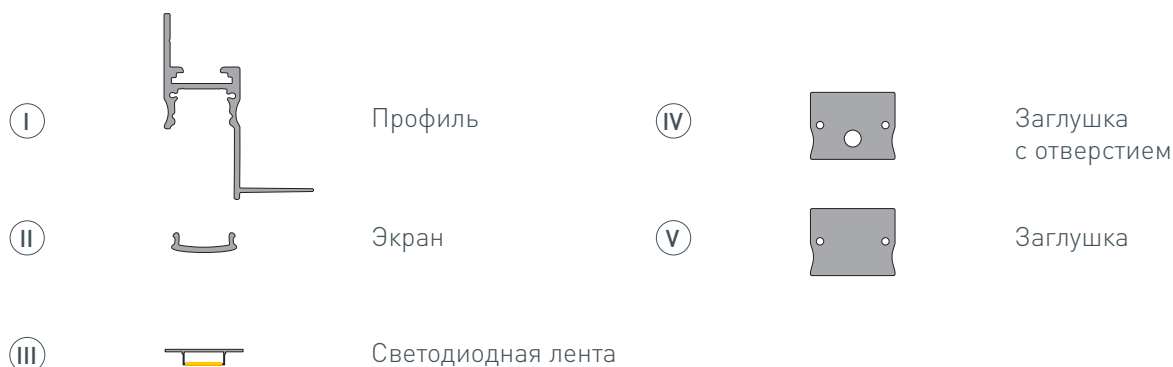 I
Профиль
II
Экран
III
Светодиодная лента
IV
Заглушка
с отверстием
V
Заглушка